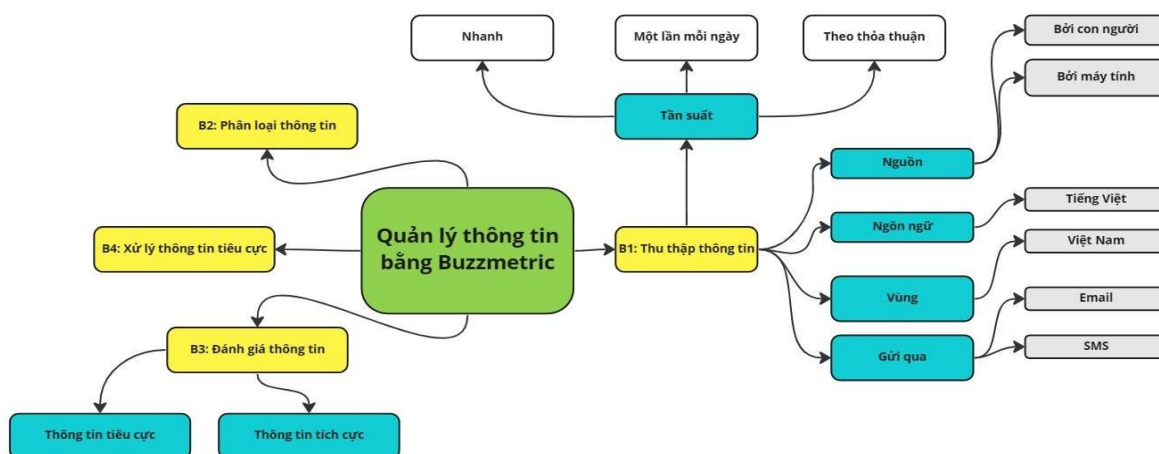 Nhanh
Một lần mỗi ngày
Theo thỏa thuận
Bởi con người
Bởi máy tính
B2: Phân loại thông tin
Tần suất
Nguồn
Tiếng Việt
B4: Xử lý thông tin tiêu cực
Quản lý thông tin
bằng Buzzmetric
B1: Thu thập thông tin
Ngôn ngữ
Việt Nam
Vùng
Email
B3: Đánh giá thông tin
Gửi qua
SMS
Thông tin tiêu cực
Thông tin tích cực